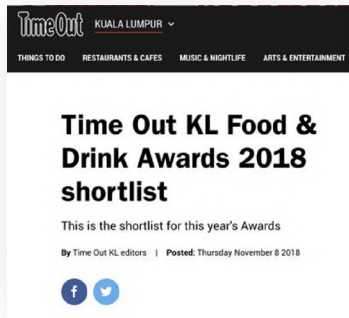 TimeOut KUALA LUMPUR
THINGS TO DO RESTAURANTS & CAFES MUSIC & NIGHTLIFE ARTS & ENTERTAINMENT
Time Out KL Food &
Drink Awards 2018
shortlist
This is the shortlist for this year's Awards
By Time Out KL editors | Posted: Thursday November 8 2018
f